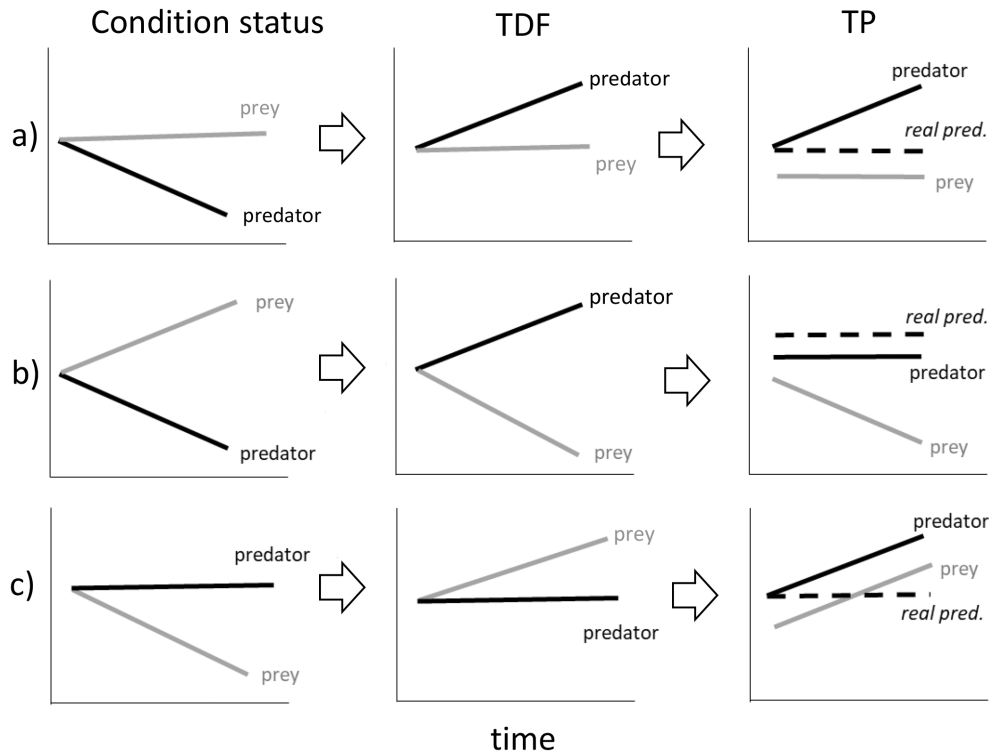 Condition status TDF TP
a) prey predator predator prey predator real pred. prey
b) prey predator predator prey real pred. predator prey
c) predator prey prey predator predator prey real pred.
time